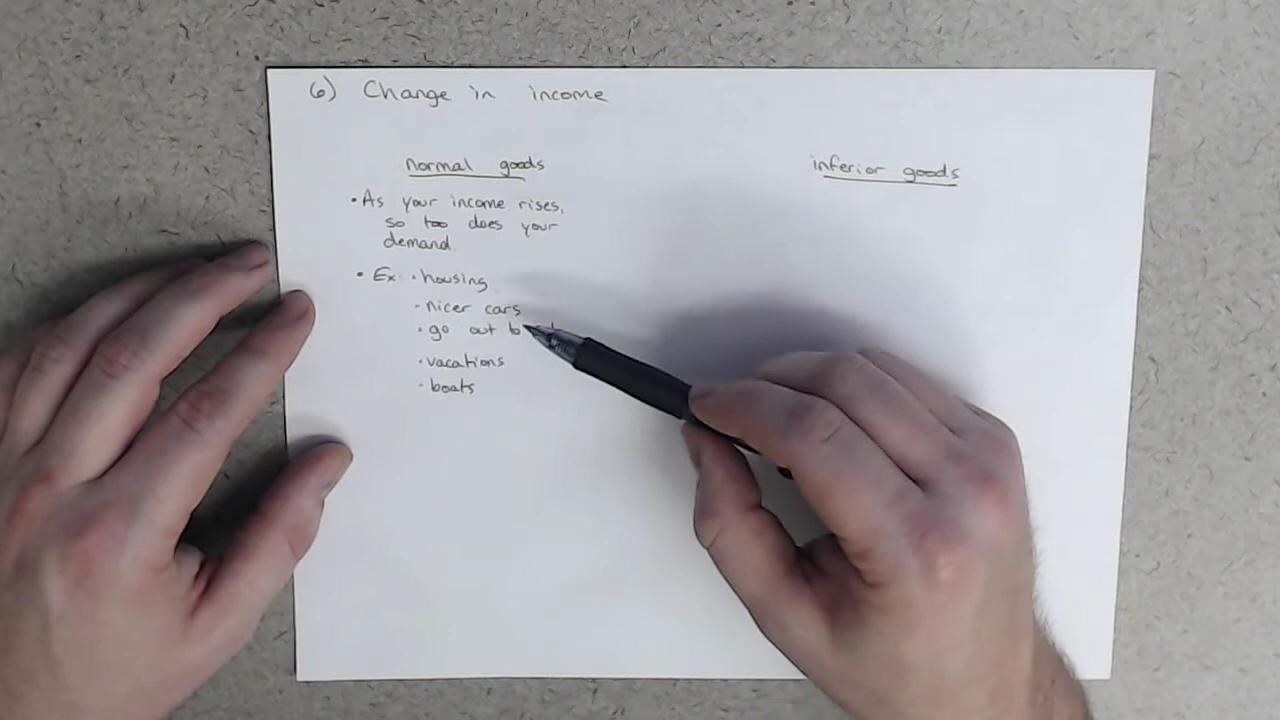 6) Change in income
normal goods
• As your income rises,
so too does your
demand.
• Ex: • housing
• nicer cars
• go out
• vacations
• boats
inferior goods